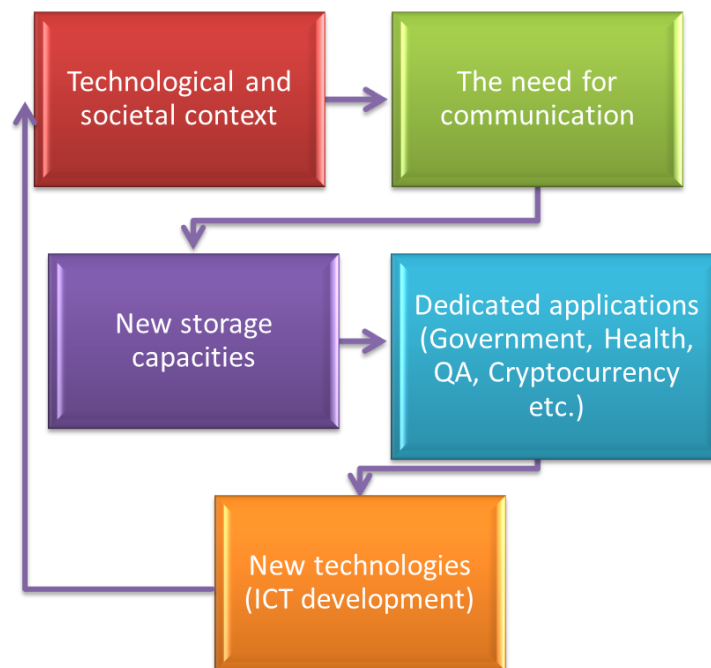 Technological and
societal context
The need for
communication
New storage
capacities
Dedicated applications
(Government, Health,
QA, Cryptocurrency
etc.)
New technologies
(ICT development)